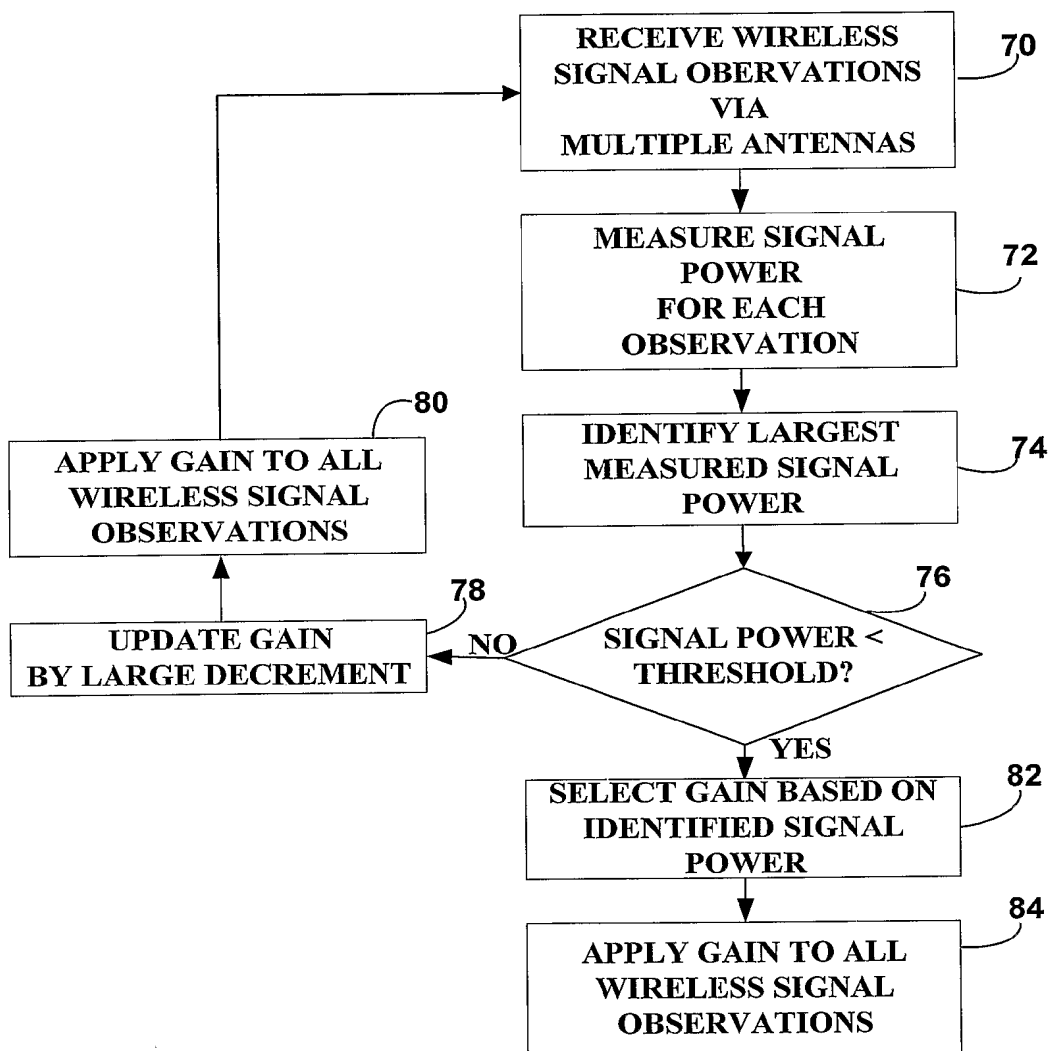 RECEIVE WIRELESS
SIGNAL OBERVATIONS
VIA
MULTIPLE ANTENNAS
70
MEASURE SIGNAL
POWER
FOR EACH
OBSERVATION
72
IDENTIFY LARGEST
MEASURED SIGNAL
POWER
74
SIGNAL POWER <
THRESHOLD?
76
NO
UPDATE GAIN
BY LARGE DECREMENT
78
APPLY GAIN TO ALL
WIRELESS SIGNAL
OBSERVATIONS
80
YES
SELECT GAIN BASED ON
IDENTIFIED SIGNAL
POWER
82
APPLY GAIN TO ALL
WIRELESS SIGNAL
OBSERVATIONS
84